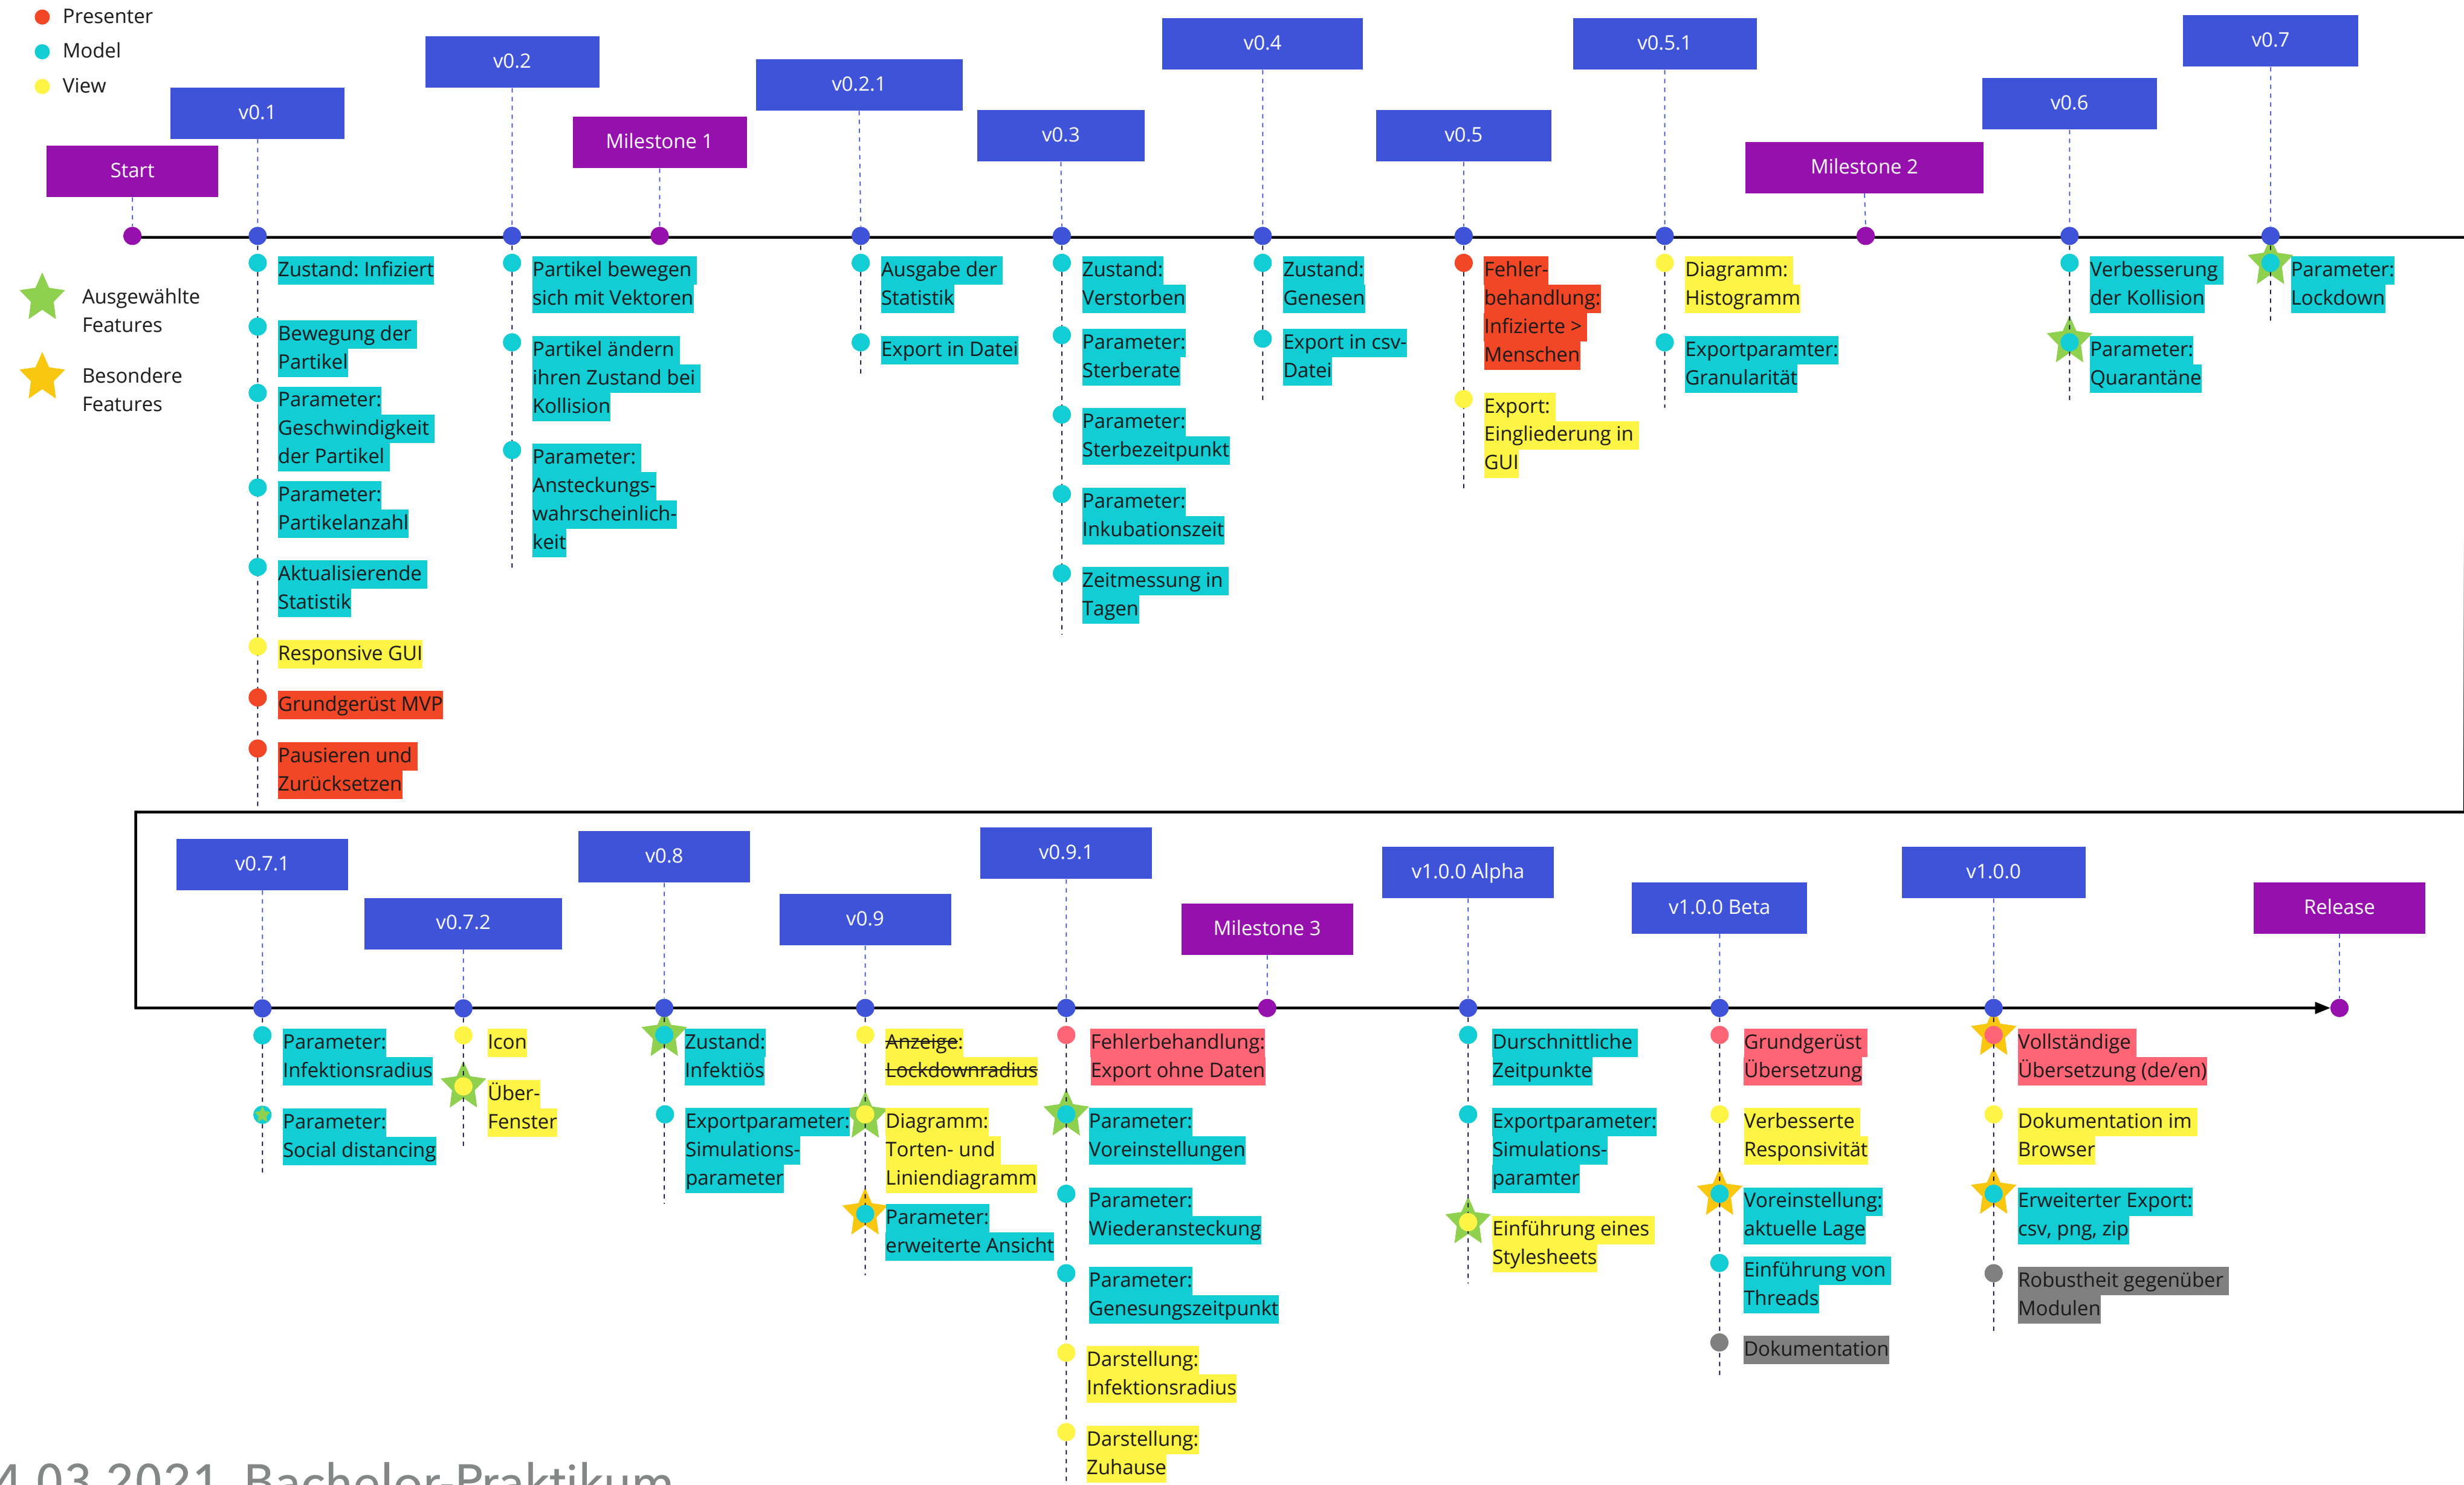 Presenter
Model
View
Start
v0.1
v0.2
Milestone 1
v0.2.1
v0.3
v0.4
v0.5
v0.5.1
Milestone 2
v0.6
v0.7
Ausgewählte
Features
Besondere
Features
Zustand: Infiziert
Bewegung der
Partikel
Parameter:
Geschwindigkeit
der Partikel
Parameter:
Partikelanzahl
Aktualisierende
Statistik
Responsive GUI
Grundgerüst MVP
Pausieren und
Zurücksetzen
Partikel bewegen
sich mit Vektoren
Partikel ändern
ihren Zustand bei
Kollision
Parameter:
Ansteckungs-
wahrscheinlich-
keit
Ausgabe der
Statistik
Export in Datei
Zustand:
Verstorben
Parameter:
Sterberate
Parameter:
Sterbezeitpunkt
Parameter:
Inkubationszeit
Zeitmessung in
Tagen
Zustand:
Genesen
Export in csv-
Datei
Fehler-
behandlung:
Infizierte >
Menschen
Export:
Eingliederung in
GUI
Diagramm:
Histogramm
Exportparamter:
Granularität
Verbesserung
der Kollision
Parameter:
Quarantäne
Parameter:
Lockdown
v0.7.1
v0.7.2
v0.8
v0.9
v0.9.1
Milestone 3
v1.0.0 Alpha
v1.0.0 Beta
v1.0.0
Release
Parameter:
Infektionsradius
Parameter:
Social distancing
Icon
Über-
Fenster
Zustand:
Infektiös
Exportparameter:
Simulations-
parameter
Anzeige:
Lockdownradius
Diagramm:
Torten- und
Liniendiagramm
Parameter:
erweiterte Ansicht
Fehlerbehandlung:
Export ohne Daten
Parameter:
Voreinstellungen
Parameter:
Wiederansteckung
Parameter:
Genesungszeitpunkt
Darstellung:
Infektionsradius
Darstellung:
Zuhause
Durschnittliche
Zeitpunkte
Exportparameter:
Simulations-
paramter
Einführung eines
Stylesheets
Grundgerüst
Übersetzung
Verbesserte
Responsivität
Voreinstellung:
aktuelle Lage
Einführung von
Threads
Dokumentation
Vollständige
Übersetzung (de/en)
Dokumentation im
Browser
Erweiterter Export:
csv, png, zip
Robustheit gegenüber
Modulen
4.03.2021 Bachelor-Praktikum